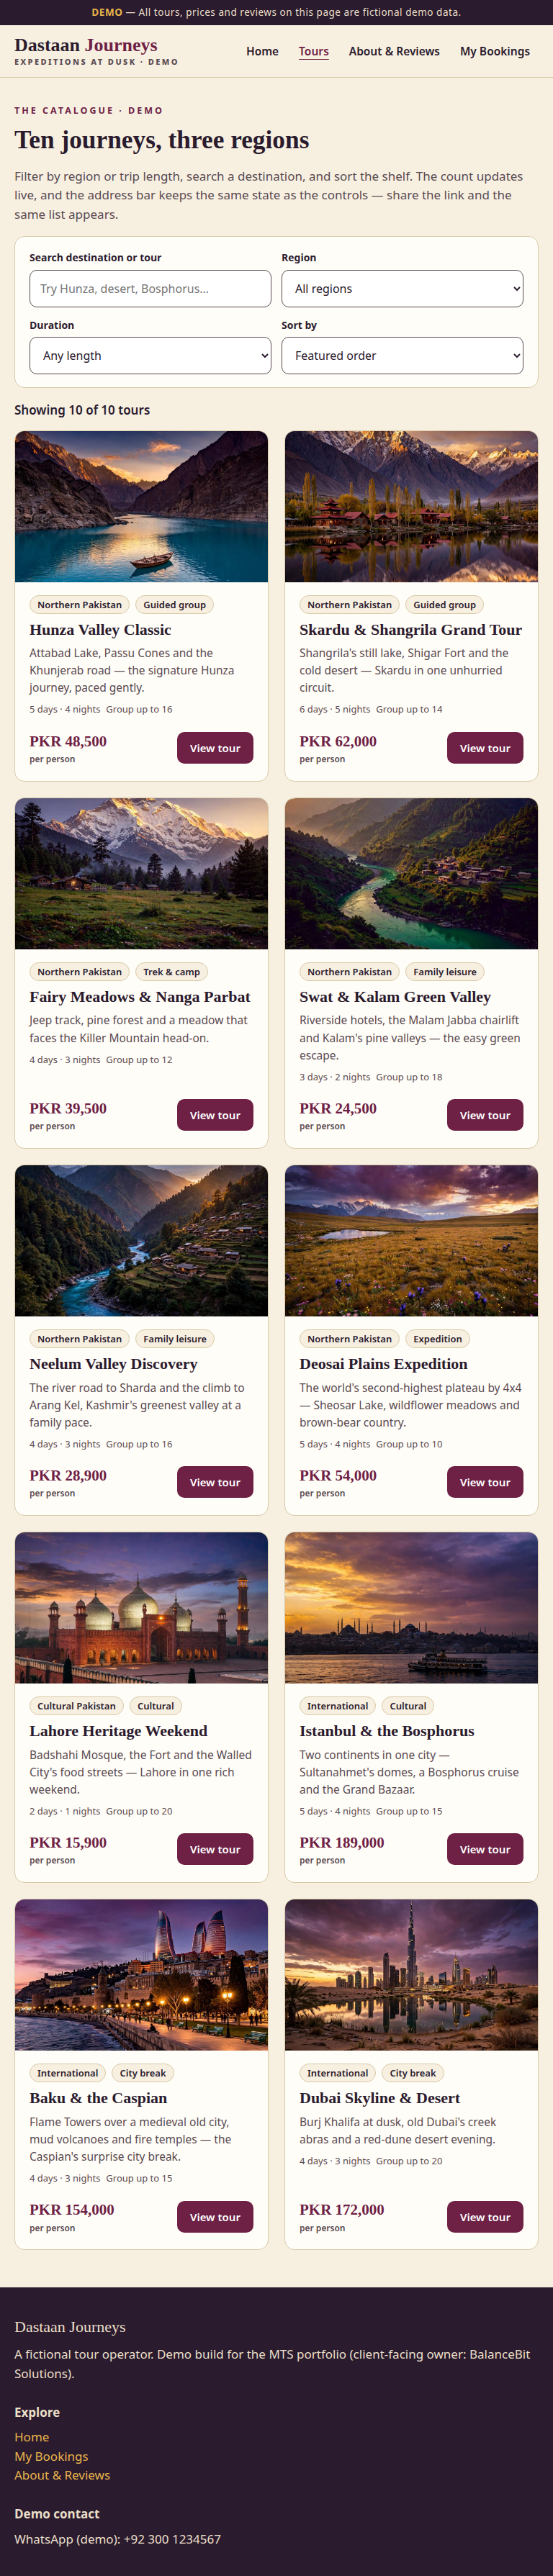 DEMO — All tours, prices and reviews on this page are fictional demo data.
Dastaan Journeys
EXPEDITIONS AT DUSK · DEMO
Home
Tours
About & Reviews
My Bookings
THE CATALOGUE · DEMO
Ten journeys, three regions
Filter by region or trip length, search a destination, and sort the shelf. The count updates
live, and the address bar keeps the same state as the controls — share the link and the
same list appears.
Search destination or tour
Region
Try Hunza, desert, Bosphorus...
All regions
Duration
Sort by
Any length
Featured order
Showing 10 of 10 tours
Northern Pakistan
Guided group
Hunza Valley Classic
Attabad Lake, Passu Cones and the
Khunjerab road — the signature Hunza
journey, paced gently.
5 days · 4 nights Group up to 16
PKR 48,500
per person
View tour
Northern Pakistan
Guided group
Skardu & Shangrila Grand Tour
Shangrila's still lake, Shigar Fort and the
cold desert — Skardu in one unhurried
circuit.
6 days · 5 nights Group up to 14
PKR 62,000
per person
View tour
Northern Pakistan
Trek & camp
Fairy Meadows & Nanga Parbat
Jeep track, pine forest and a meadow that
faces the Killer Mountain head-on.
4 days · 3 nights Group up to 12
PKR 39,500
per person
View tour
Northern Pakistan
Family leisure
Swat & Kalam Green Valley
Riverside hotels, the Malam Jabba chairlift
and Kalam's pine valleys — the easy green
escape.
3 days · 2 nights Group up to 18
PKR 24,500
per person
View tour
Northern Pakistan
Family leisure
Neelum Valley Discovery
The river road to Sharda and the climb to
Arang Kel, Kashmir's greenest valley at a
family pace.
4 days · 3 nights Group up to 16
PKR 28,900
per person
View tour
Northern Pakistan
Expedition
Deosai Plains Expedition
The world's second-highest plateau by 4x4
— Sheosar Lake, wildflower meadows and
brown-bear country.
5 days · 4 nights Group up to 10
PKR 54,000
per person
View tour
Cultural Pakistan
Cultural
Lahore Heritage Weekend
Badshahi Mosque, the Fort and the Walled
City's food streets — Lahore in one rich
weekend.
2 days · 1 nights Group up to 20
PKR 15,900
per person
View tour
International
Cultural
Istanbul & the Bosphorus
Two continents in one city —
Sultanahmet's domes, a Bosphorus cruise
and the Grand Bazaar.
5 days · 4 nights Group up to 15
PKR 189,000
per person
View tour
International
City break
Baku & the Caspian
Flame Towers over a medieval old city,
mud volcanoes and fire temples — the
Caspian's surprise city break.
4 days · 3 nights Group up to 15
PKR 154,000
per person
View tour
International
City break
Dubai Skyline & Desert
Burj Khalifa at dusk, old Dubai's creek
abras and a red-dune desert evening.
4 days · 3 nights Group up to 20
PKR 172,000
per person
View tour
Dastaan Journeys
A fictional tour operator. Demo build for the MTS portfolio (client-facing owner: BalanceBit
Solutions).
Explore
Home
My Bookings
About & Reviews
Demo contact
WhatsApp (demo): +92 300 1234567